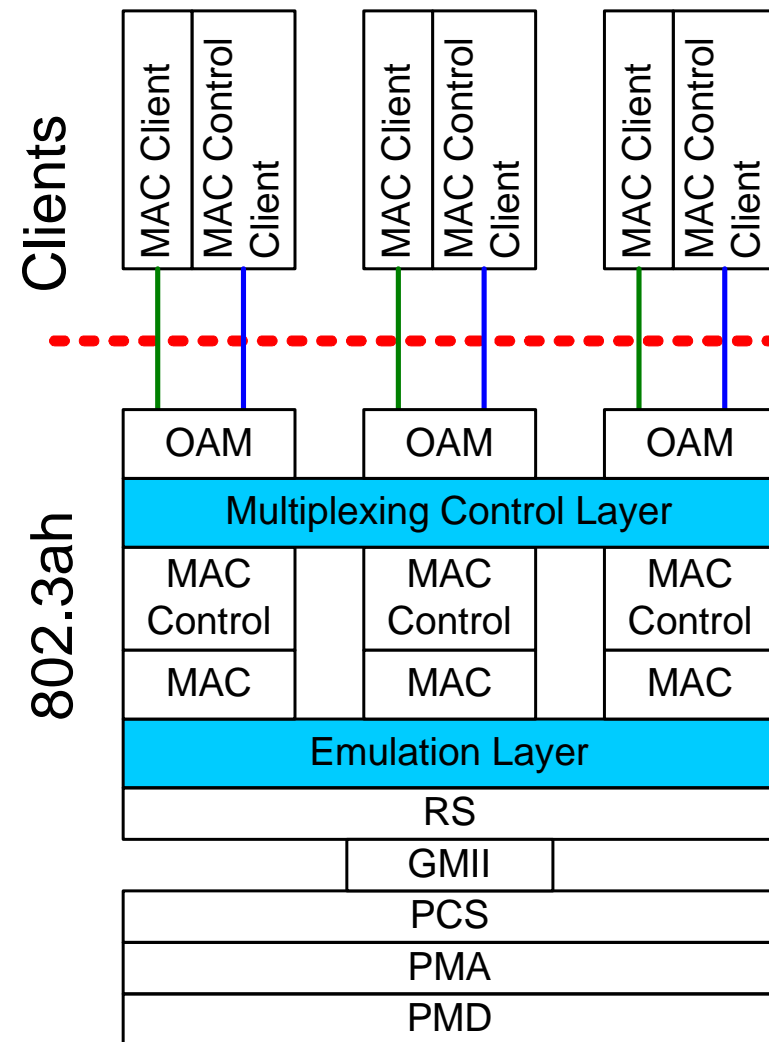 Clients
MAC Client
MAC Control
Client
MAC Client
MAC Control
Client
MAC Client
MAC Control
Client
802.3ah
OAM
OAM
OAM
Multiplexing Control Layer
MAC
Control
MAC
Control
MAC
Control
MAC
MAC
MAC
Emulation Layer
RS
GMII
PCS
PMA
PMD